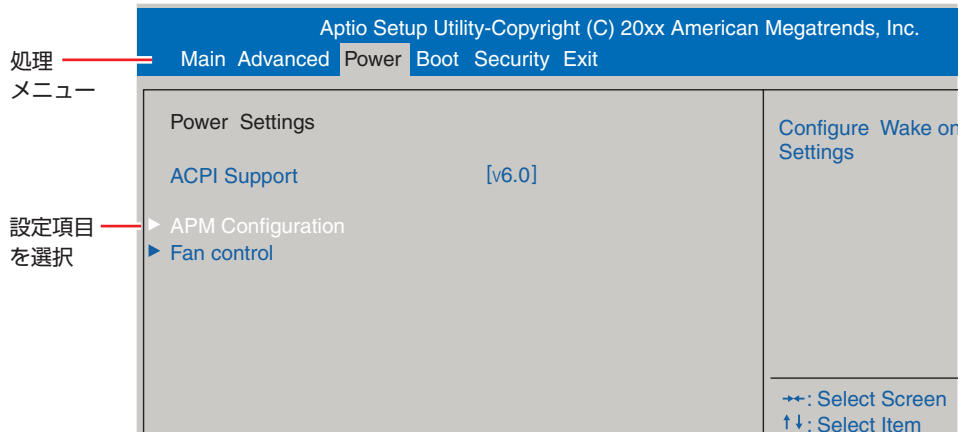 Aptio Setup Utility-Copyright (C) 20xx American Megatrends, Inc.
処理
メニュー
Main Advanced Power Boot Security Exit
Power Settings
ACPI Support [v6.0]
設定項目
を選択
▶ APM Configuration
▶ Fan control
Configure Wake on
Settings
→←: Select Screen
↑↓: Select Item